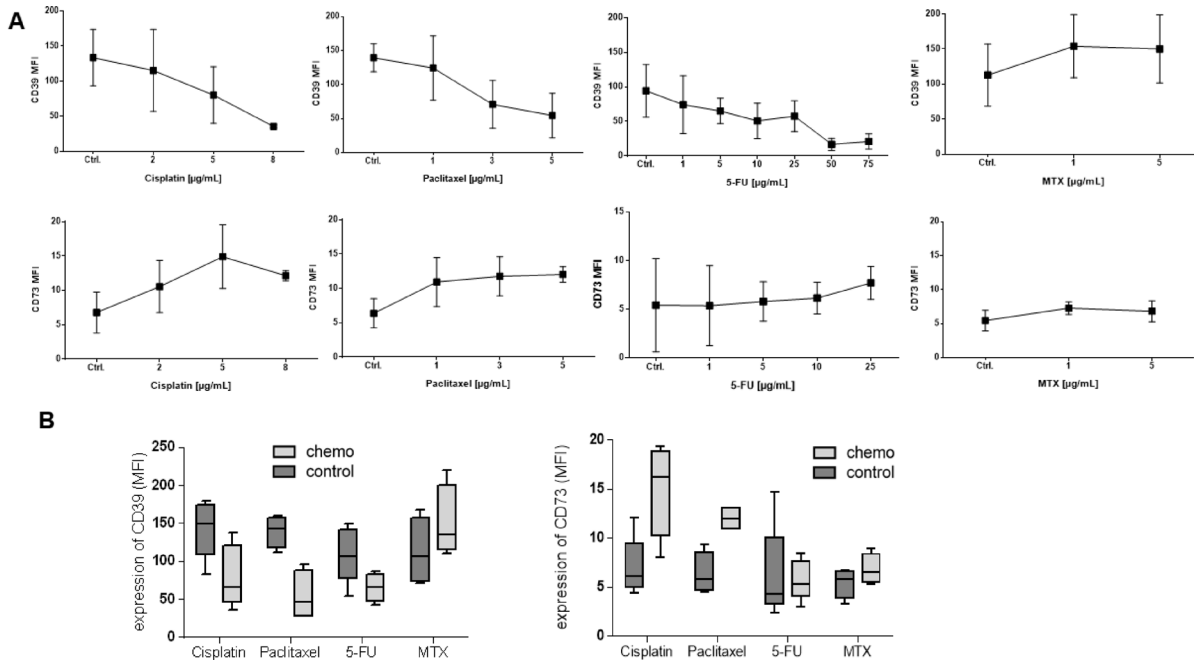 A
CD39 MFI
200
150
100
50
0
Ctrl. 2 5 8
Cisplatin [µg/mL]
CD39 MFI
200
150
100
50
0
Ctrl. 1 3 5
Paclitaxel [µg/mL]
CD39 MFI
200
150
100
50
0
Ctrl. 1 5 10 25 50 75
5-FU [µg/mL]
CD39 MFI
200
150
100
50
0
Ctrl. 1 5
MTX [µg/mL]
CD73 MFI
20
15
10
5
0
Ctrl. 2 5 8
Cisplatin [µg/mL]
CD73 MFI
20
15
10
5
0
Ctrl. 1 3 5
Paclitaxel [µg/mL]
CD73 MFI
15
10
5
0
Ctrl. 1 5 10 25
5-FU [µg/mL]
CD73 MFI
20
15
10
5
0
Ctrl. 1 5
MTX [µg/mL]
B
expression of CD39 (MFI)
250
200
150
100
50
0
chemo
control
Cisplatin Paclitaxel 5-FU MTX
expression of CD73 (MFI)
20
15
10
5
0
chemo
control
Cisplatin Paclitaxel 5-FU MTX